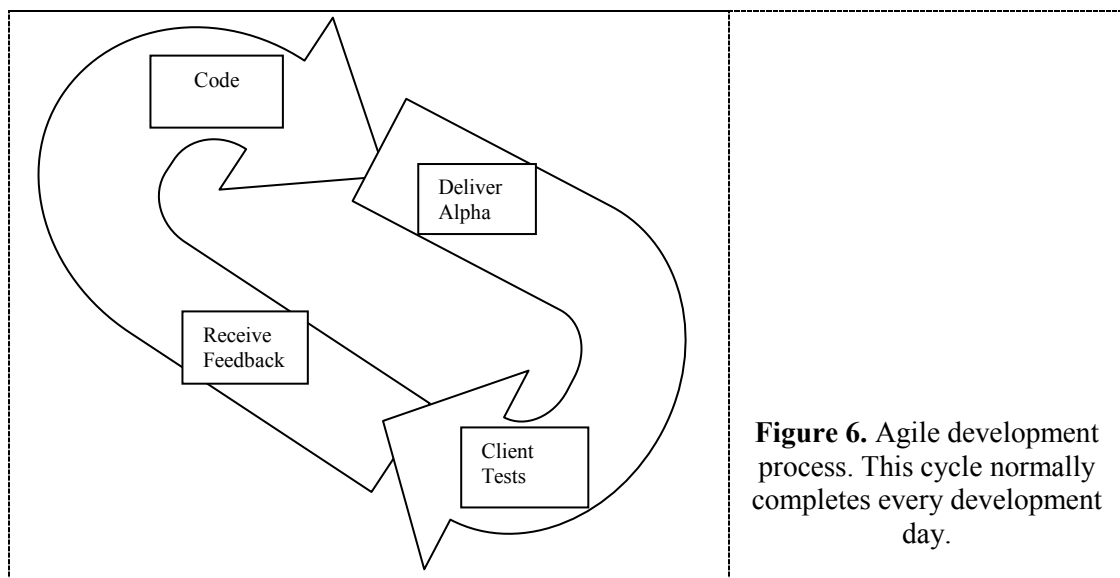 Code
Deliver
Alpha
Receive
Feedback
Client
Tests
Figure 6. Agile development
process. This cycle normally
completes every development
day.